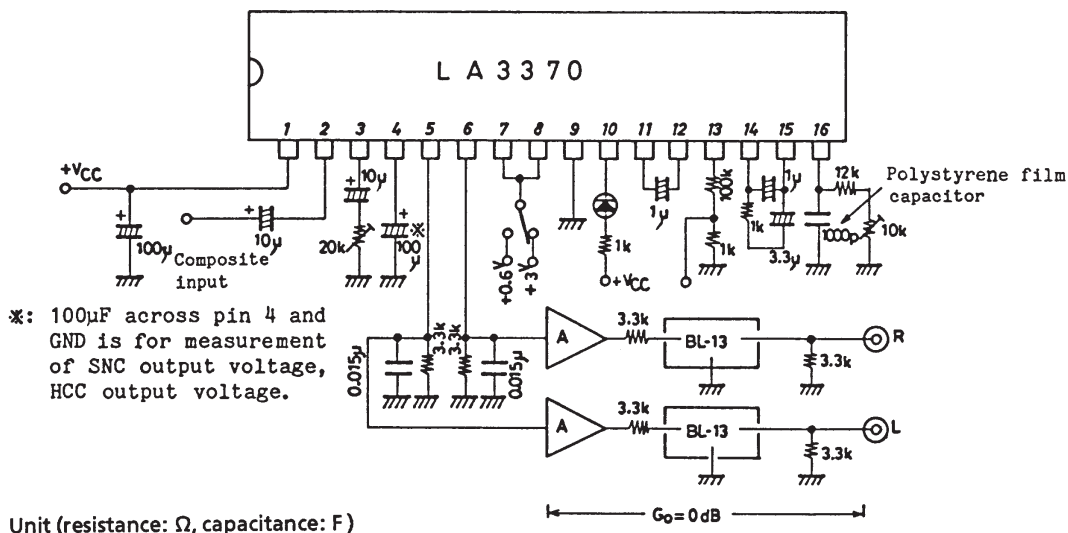 LA3370
1 2 3 4 5 6 7 8 9 10 11 12 13 14 15 16
+VCC
+
100µ
Composite
input
+
10µ
10µ
+
20k
+
※
100
µ
+0.6V
+3V
1k
+VCC
1µ
100k
1k
1µ
1k
3.3µ
12k
1000p
10k
Polystyrene film
capacitor
※: 100µF across pin 4 and
GND is for measurement
of SNC output voltage,
HCC output voltage.
0.015µ
3.3k
3.3k
0.015µ
A
3.3k
BL-13
3.3k
R
A
3.3k
BL-13
3.3k
L
Go=0dB
Unit (resistance: Ω, capacitance: F)